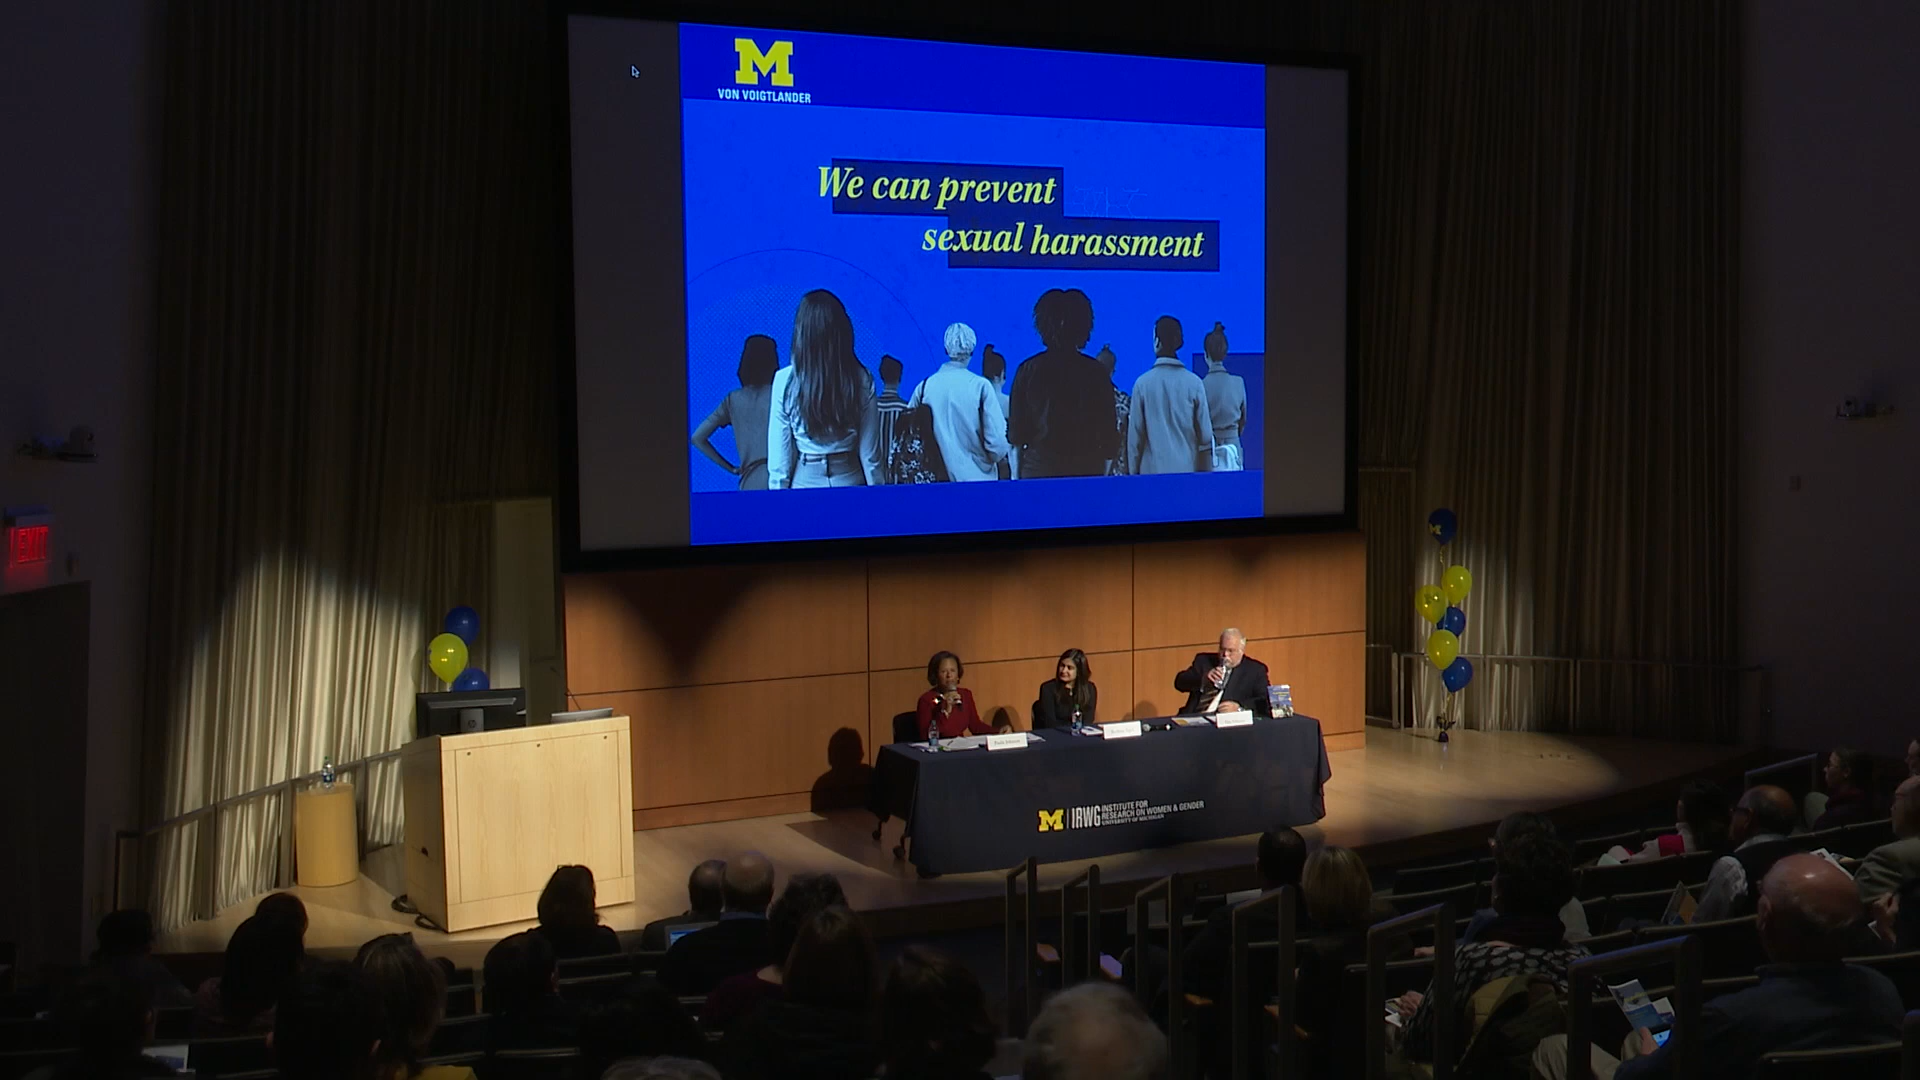 M
VON VOIGTLANDER
We can prevent
sexual harassment
EXIT
M
M IRWG INSTITUTE FOR
RESEARCH ON WOMEN & GENDER
UNIVERSITY OF MICHIGAN